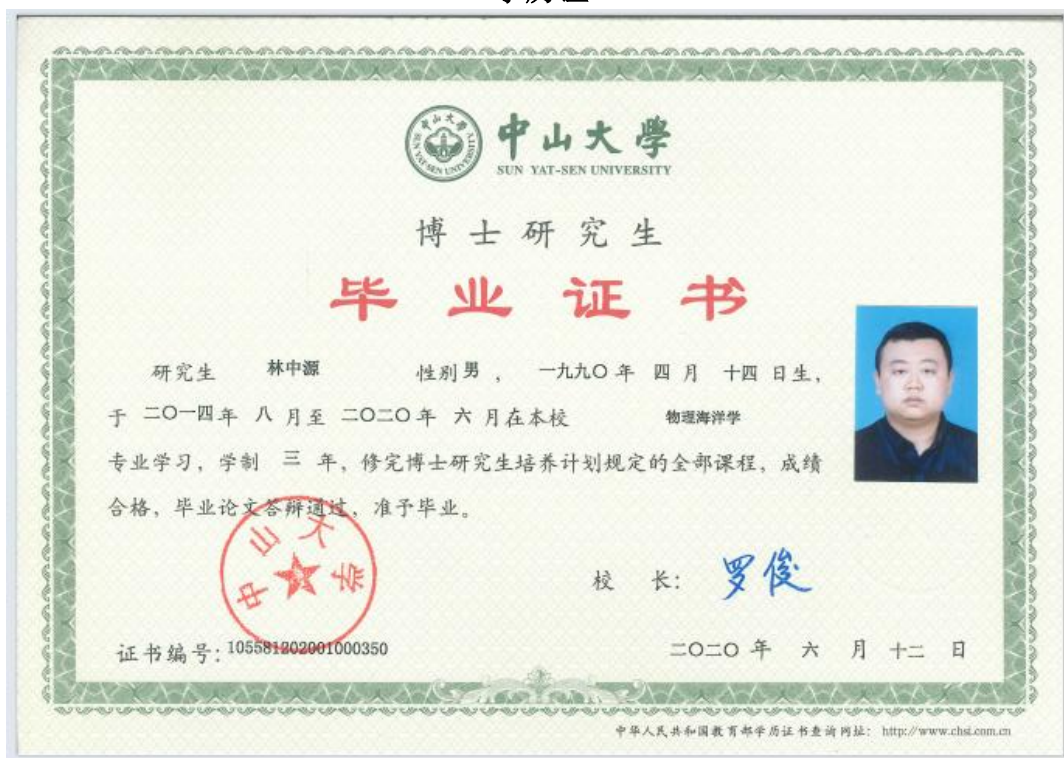 中山大學
SUN YAT-SEN UNIVERSITY
博士研究生
毕业证书
研究生 林中源 性别 男 ， 一九九〇 年 四 月 十四 日生，
于 二〇一四 年 八 月至 二〇二〇 年 六 月在本校 物理海洋学
专业学习，学制 三 年，修完博士研究生培养计划规定的全部课程，成绩
合格，毕业论文答辩通过，准予毕业。
中山大学
校 长： 罗俊
证书编号：105581202001000350
二〇二〇 年 六 月 十二 日
中华人民共和国教育部学历证书查询网址： http://www.chsi.com.cn